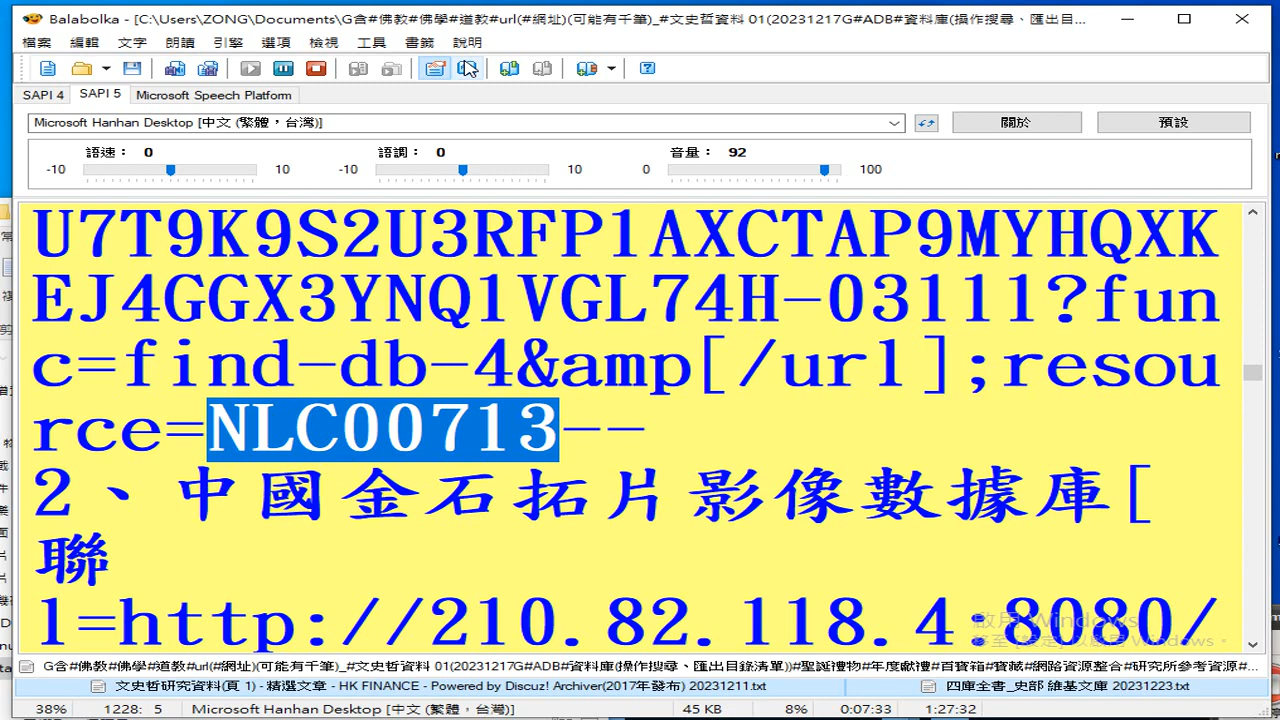 Balabolka - [C:\Users\ZONG\Documents\G含#佛教#佛學#道教#url(#網址)(可能有千筆)_#文史哲資料 01(20231217G#ADB#資料庫(操作搜尋、匯出目...
檔案 編輯 文字 朗讀 引擎 選項 檢視 工具 書籤 說明
SAPI 4 SAPI 5 Microsoft Speech Platform
Microsoft Hanhan Desktop [中文 (繁體，台灣)] 關於 預設
語速： 0 語調： 0 音量： 92
-10 10 -10 10 0 100
U7T9K9S2U3RFP1AXCTAP9MYHQXK
EJ4GGX3YNQ1VGL74H-03111?fun
c=find-db-4&amp[/url];resou
rce=NLC00713--
2、中國金石拓片影像數據庫[
聯
l=http://210.82.118.4:8080/
啟用 Windows
移至 [設定] 以啟用 Windows。
G含#佛教#佛學#道教#url(#網址)(可能有千筆)_#文史哲資料 01(20231217G#ADB#資料庫(操作搜尋、匯出目錄清單))#聖誕禮物#年度獻禮#百寶箱#寶藏#網路資源整合#研究所參考資源#...
文史哲研究資料(頁 1) - 精選文章 - HK FINANCE - Powered by Discuz! Archiver(2017年發布) 20231211.txt 四庫全書_史部 維基文庫 20231223.txt
38% 1228: 5 Microsoft Hanhan Desktop [中文 (繁體，台灣)] 45 KB 8% 0:07:33 1:27:32